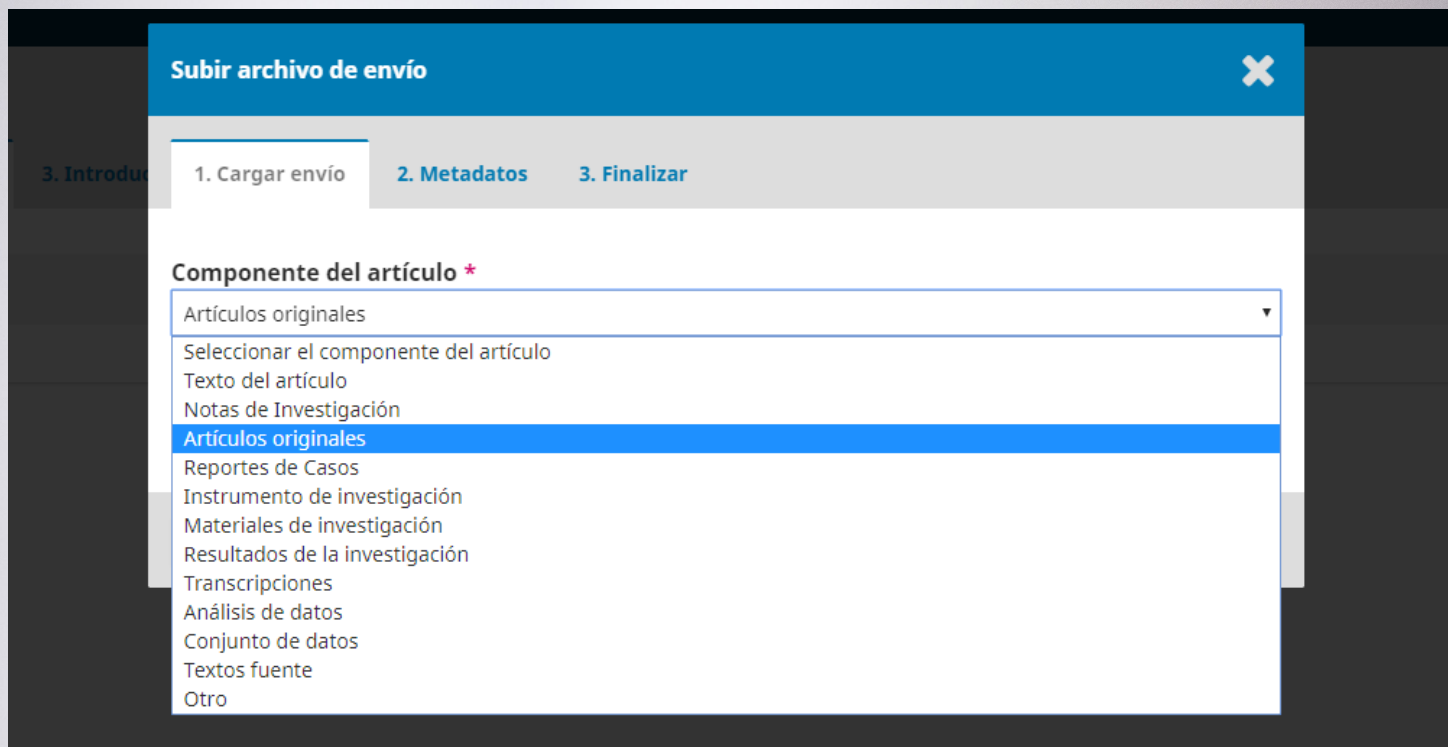 Subir archivo de envío
3. Introduc
1. Cargar envío
2. Metadatos
3. Finalizar
Componente del artículo *
Artículos originales
Seleccionar el componente del artículo
Texto del artículo
Notas de Investigación
Artículos originales
Reportes de Casos
Instrumento de investigación
Materiales de investigación
Resultados de la investigación
Transcripciones
Análisis de datos
Conjunto de datos
Textos fuente
Otro